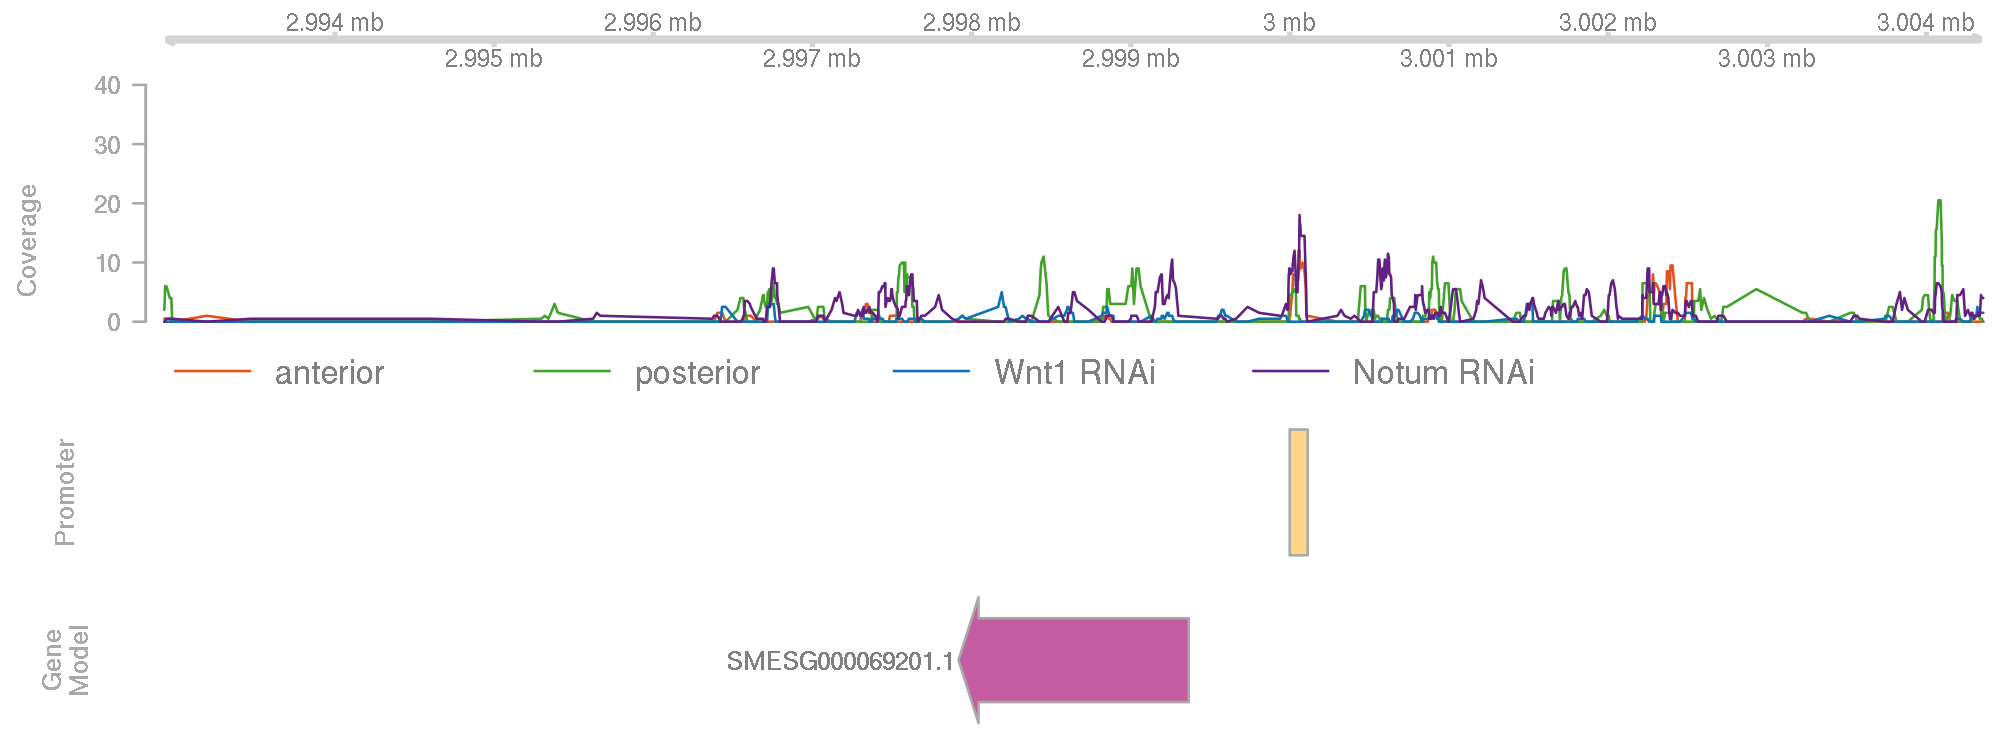 2.994 mb 2.996 mb 2.998 mb 3 mb 3.002 mb 3.004 mb
2.995 mb 2.997 mb 2.999 mb 3.001 mb 3.003 mb
40
30
20
10
0
Coverage
anterior posterior Wnt1 RNAi Notum RNAi
Promoter
Gene
Model
SMESG000069201.1